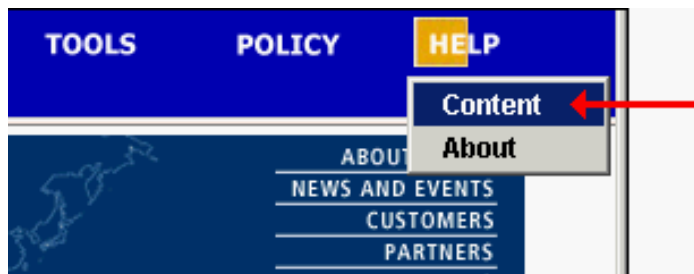 TOOLS POLICY HELP
Content
About
ABOUT
NEWS AND EVENTS
CUSTOMERS
PARTNERS